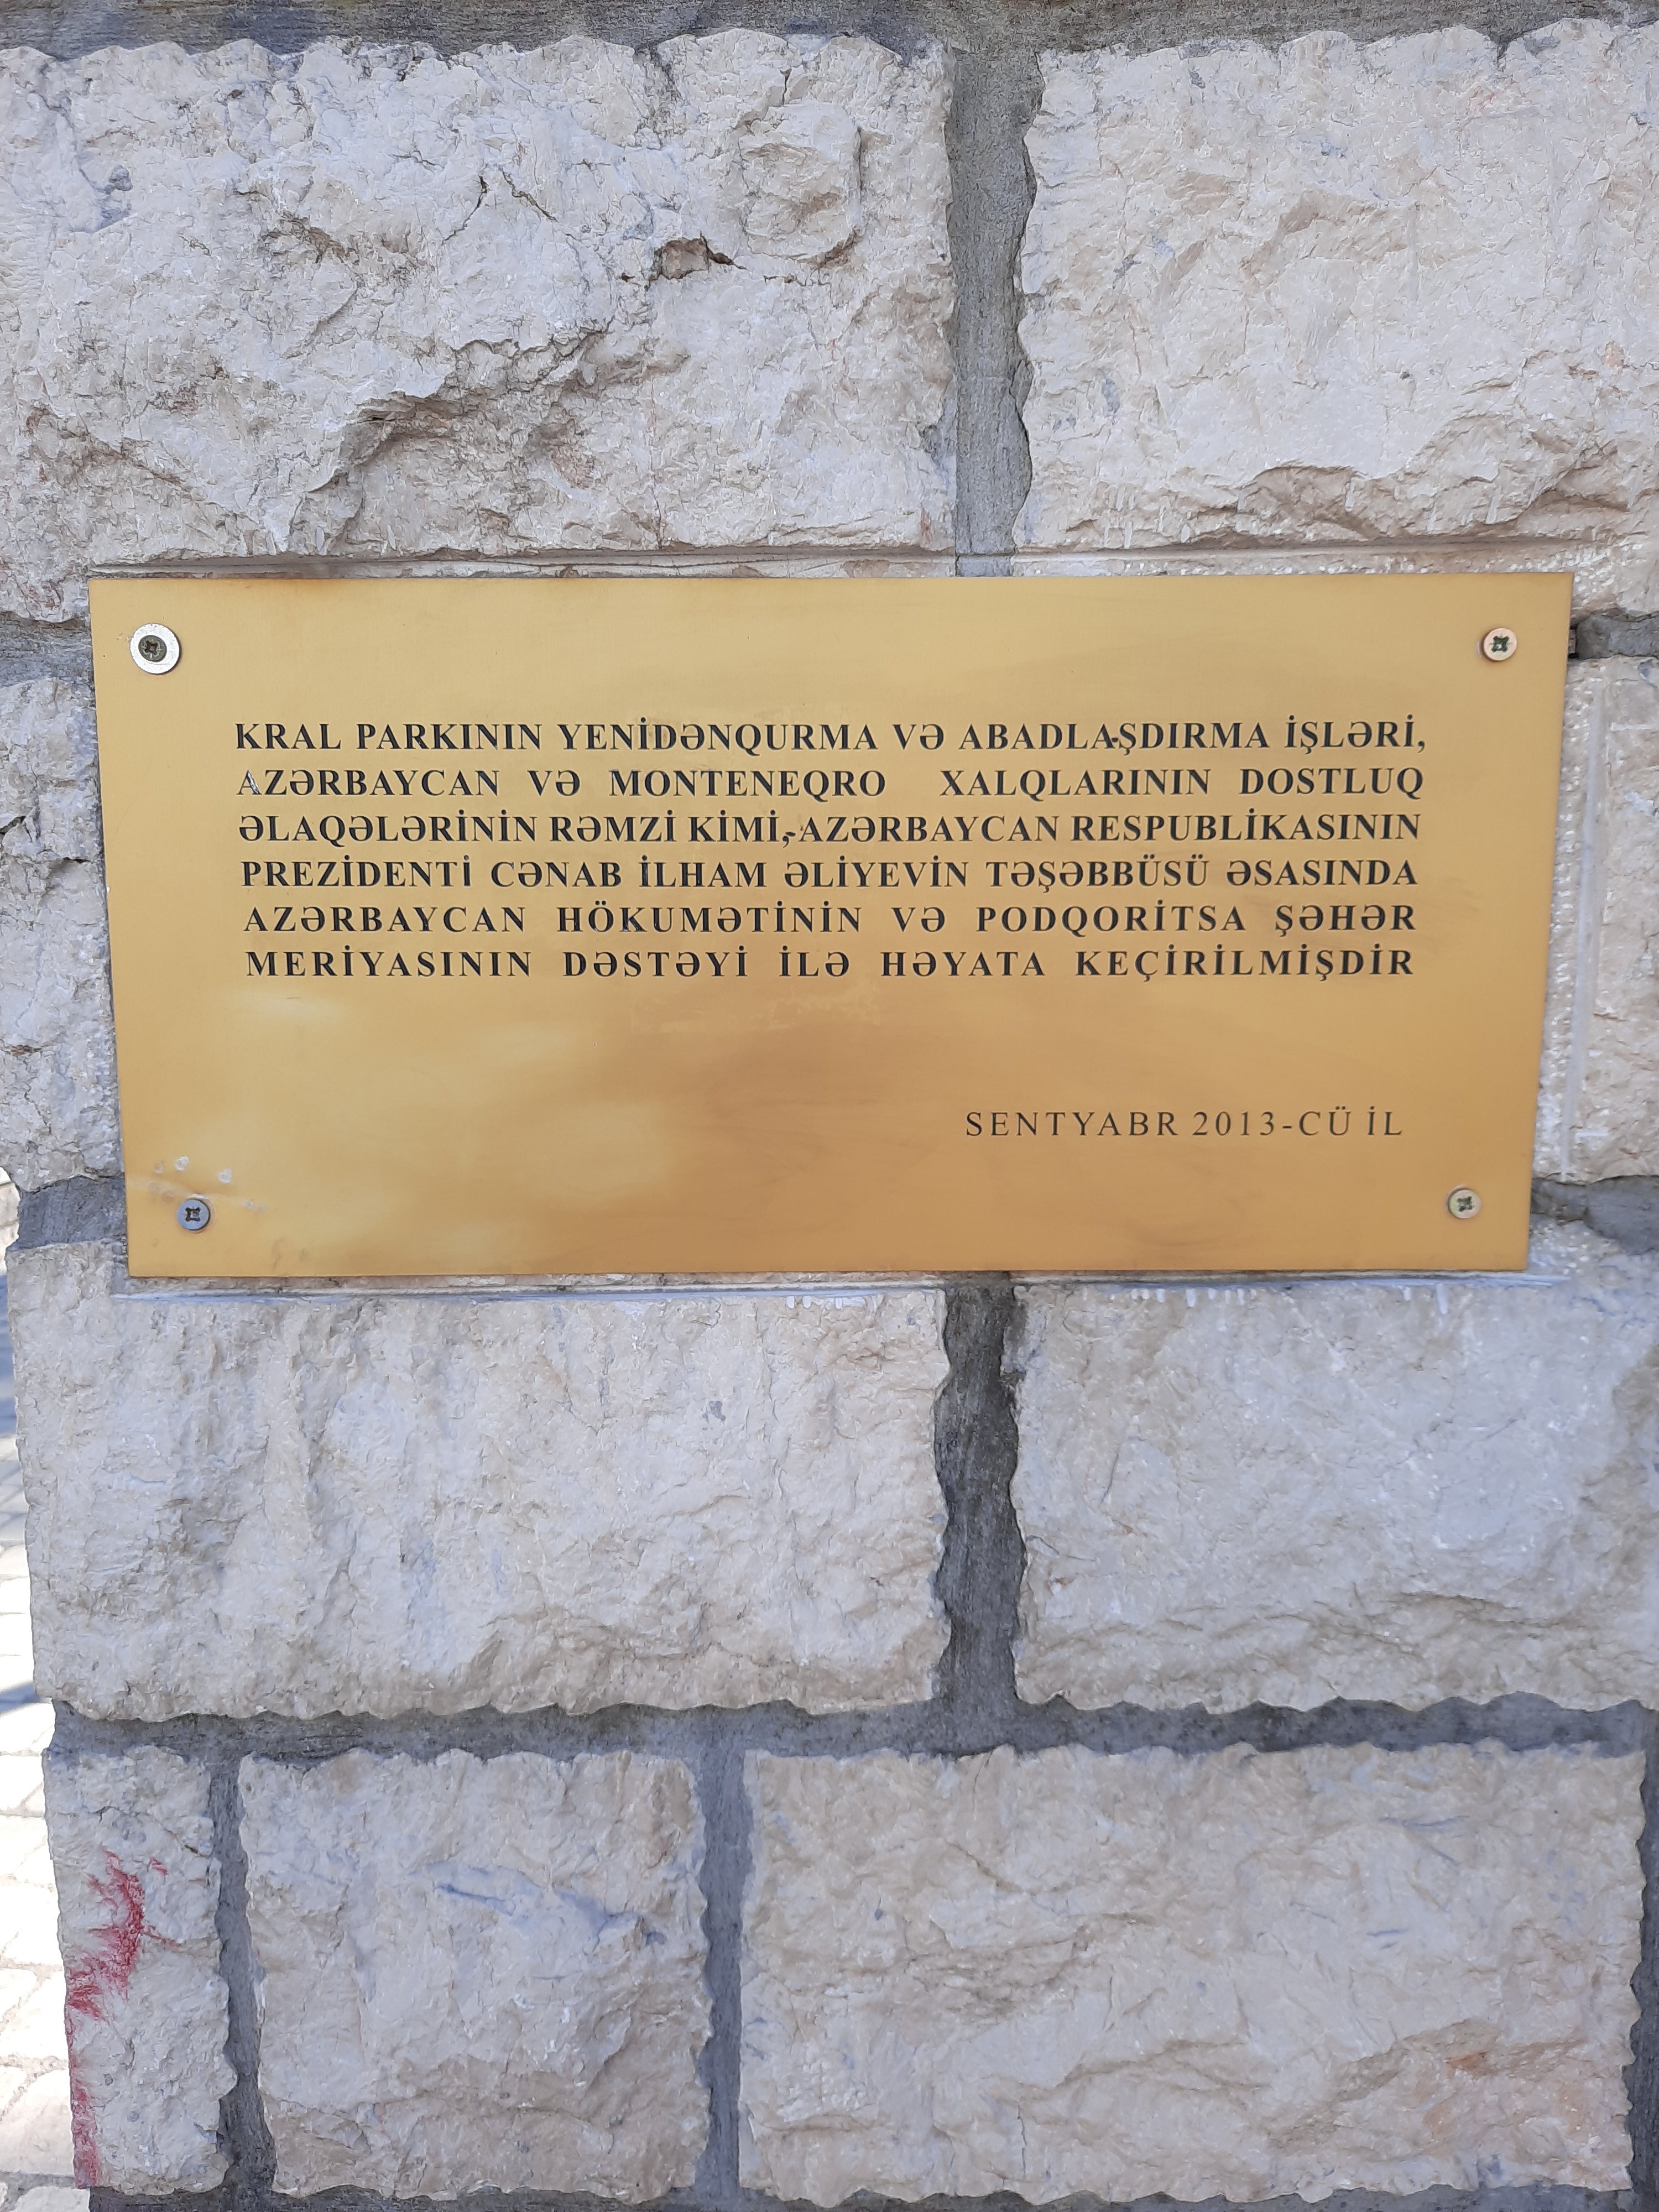 KRAL PARKININ YENİDƏNQURMA VƏ ABADLAŞDIRMA İŞLƏRİ,
AZƏRBAYCAN VƏ MONTENEQRO XALQLARININ DOSTLUQ
ƏLAQƏLƏRİNİN RƏMZİ KİMİ, AZƏRBAYCAN RESPUBLİKASININ
PREZİDENTİ CƏNAB İLHAM ƏLİYEVİN TƏŞƏBBÜSÜ ƏSASINDA
AZƏRBAYCAN HÖKUMƏTİNİN VƏ PODQORİTSA ŞƏHƏR
MERİYASININ DƏSTƏYİ İLƏ HƏYATA KEÇİRİLMİŞDİR
SENTYABR 2013-CÜ İL